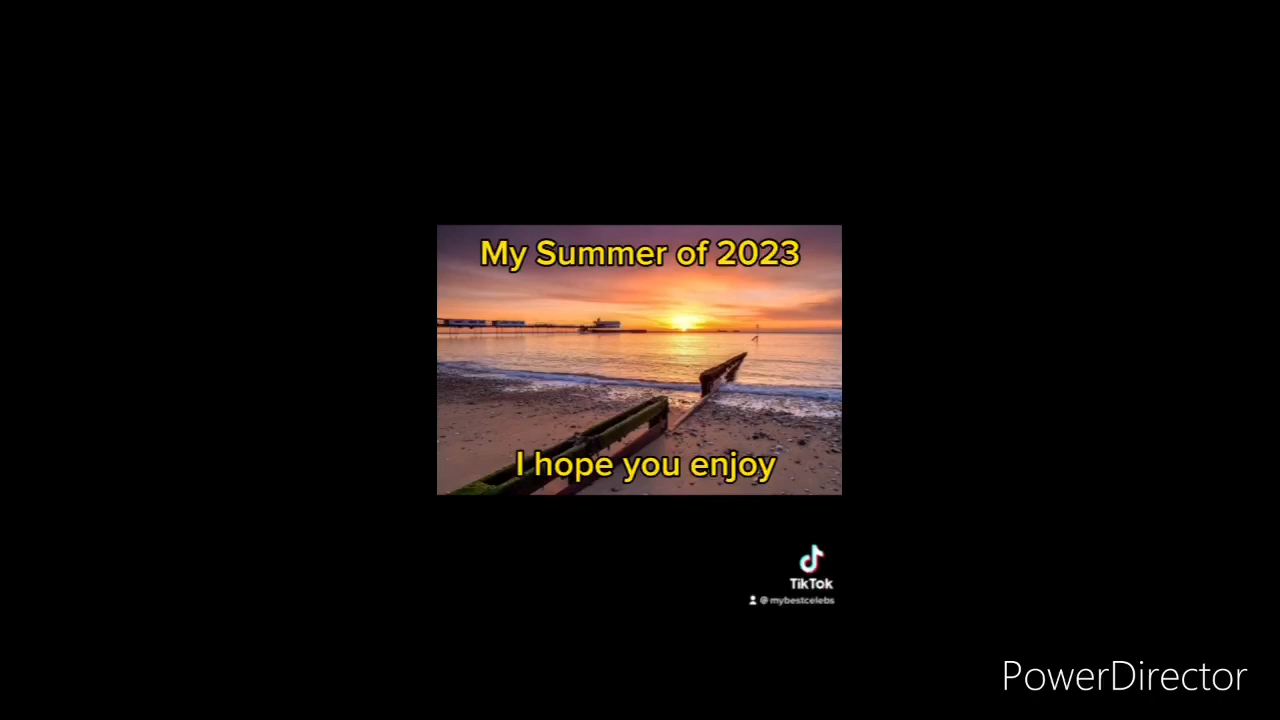 My Summer of 2023
I hope you enjoy
TikTok
@mybestcelebs
PowerDirector